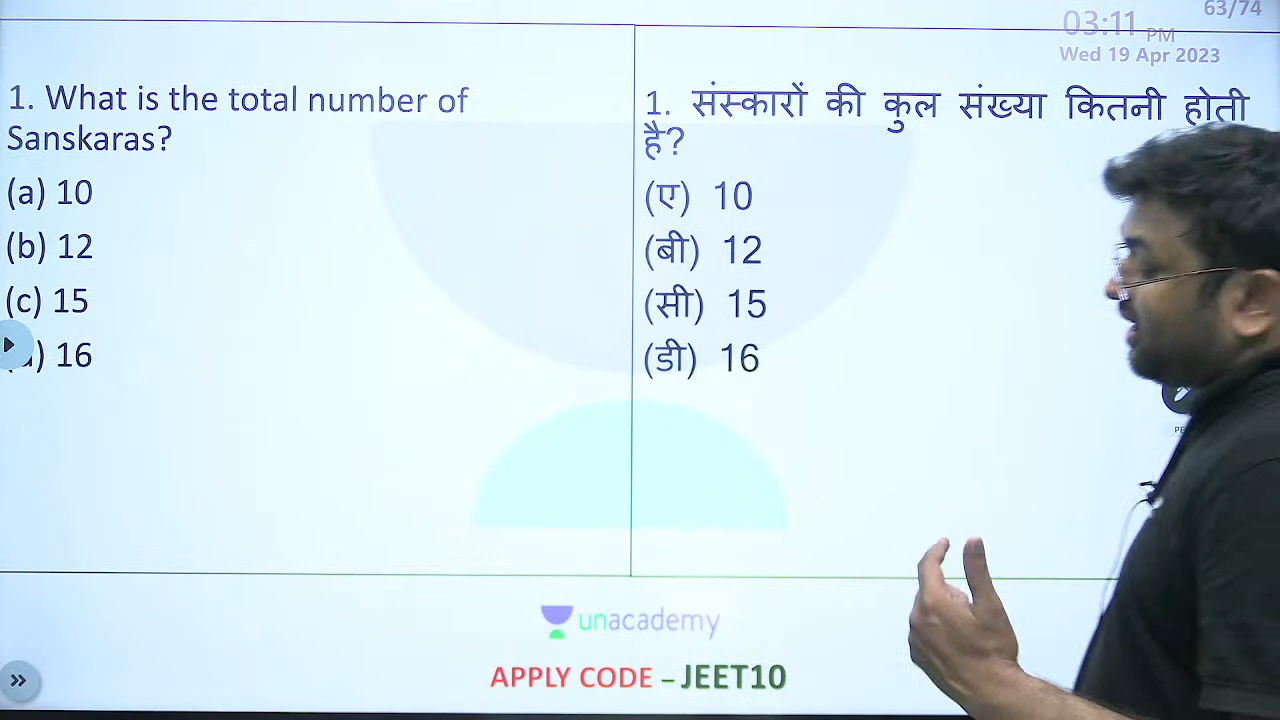 63/74
03:11 PM
Wed 19 Apr 2023
1. What is the total number of
Sanskaras?
(a) 10
(b) 12
(c) 15
) 16
1. संस्कारों की कुल संख्या कितनी होती
है?
(ए) 10
(बी) 12
(सी) 15
(डी) 16
unacademy
APPLY CODE – JEET10